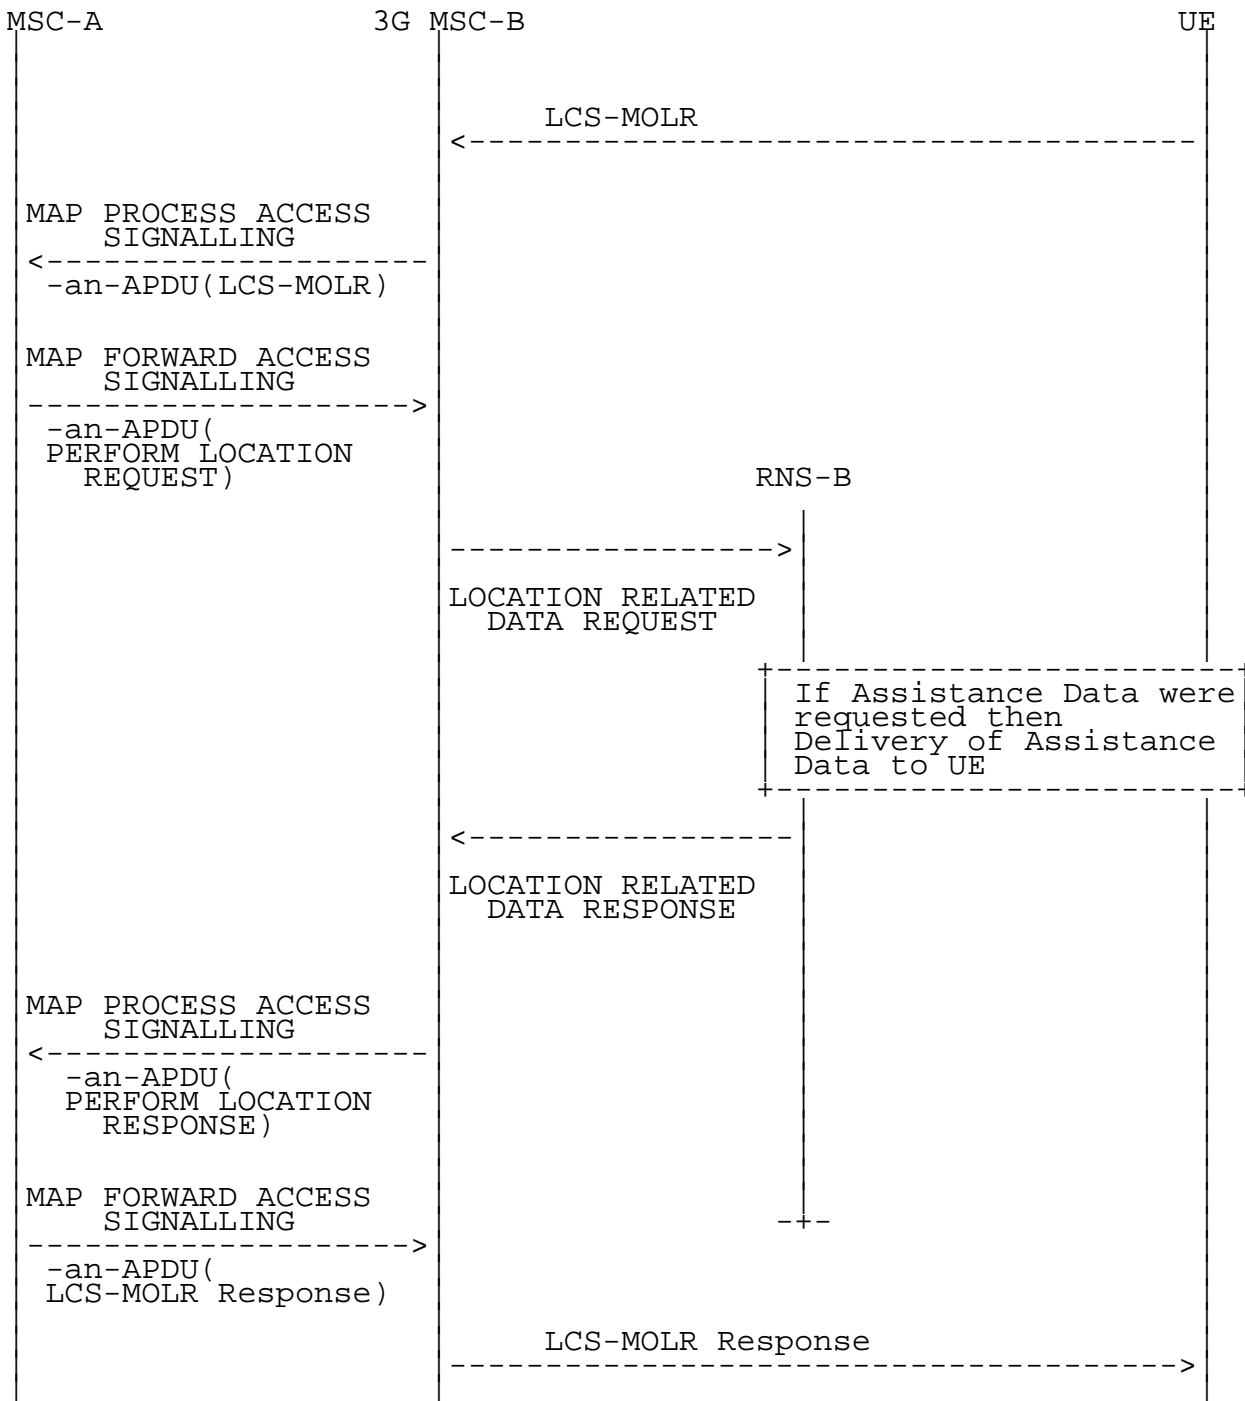 MSC-A 3G MSC-B UE
LCS-MOLR
MAP PROCESS ACCESS
SIGNALLING
-an-APDU(LCS-MOLR)
MAP FORWARD ACCESS
SIGNALLING
-an-APDU(
PERFORM LOCATION
REQUEST)
RNS-B
LOCATION RELATED
DATA REQUEST
If Assistance Data were
requested then
Delivery of Assistance
Data to UE
LOCATION RELATED
DATA RESPONSE
MAP PROCESS ACCESS
SIGNALLING
-an-APDU(
PERFORM LOCATION
RESPONSE)
MAP FORWARD ACCESS
SIGNALLING
-an-APDU(
LCS-MOLR Response)
LCS-MOLR Response